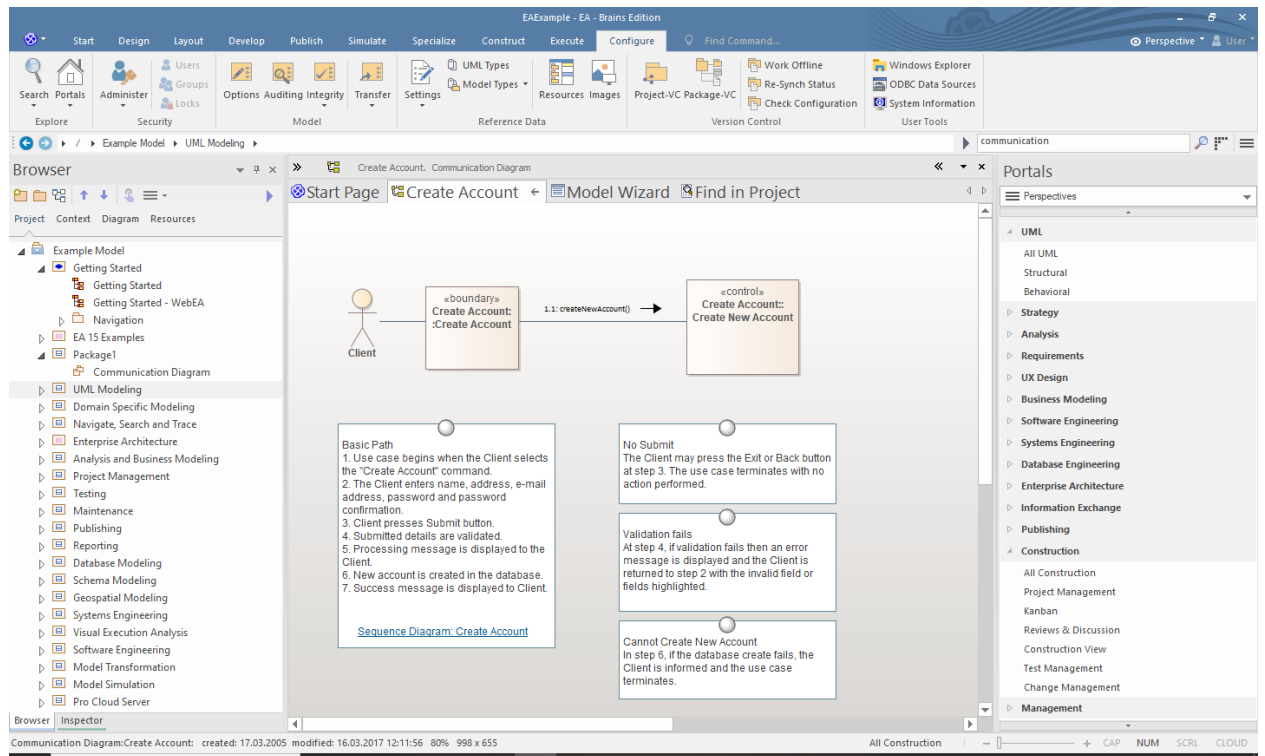 EAExample - EA - Brains Edition
Start Design Layout Develop Publish Simulate Specialize Construct Execute Configure Find Command... Perspective User
Search Portals Administer Users Groups Locks Options Auditing Integrity Transfer Settings UML Types Model Types Resources Images Project-VC Package-VC Work Offline Re-Synch Status Check Configuration Windows Explorer ODBC Data Sources System Information
Explore Security Model Reference Data Version Control User Tools
/ Example Model UML Modeling communication
Browser
Project Context Diagram Resources
Example Model
Getting Started
Getting Started
Getting Started - WebEA
Navigation
EA 15 Examples
Package1
Communication Diagram
UML Modeling
Domain Specific Modeling
Navigate, Search and Trace
Enterprise Architecture
Analysis and Business Modeling
Project Management
Testing
Maintenance
Publishing
Reporting
Database Modeling
Schema Modeling
Geospatial Modeling
Systems Engineering
Visual Execution Analysis
Software Engineering
Model Transformation
Model Simulation
Pro Cloud Server
Browser Inspector
Create Account. Communication Diagram
Start Page Create Account Model Wizard Find in Project
Client
«boundary»
Create Account:
:Create Account
1.1: createNewAccount()
«control»
Create Account::
Create New Account
Basic Path
1. Use case begins when the Client selects
the "Create Account" command.
2. The Client enters name, address, e-mail
address, password and password
confirmation.
3. Client presses Submit button.
4. Submitted details are validated.
5. Processing message is displayed to the
Client.
6. New account is created in the database.
7. Success message is displayed to Client.
Sequence Diagram: Create Account
No Submit
The Client may press the Exit or Back button
at step 3. The use case terminates with no
action performed.
Validation fails
At step 4, if validation fails then an error
message is displayed and the Client is
returned to step 2 with the invalid field or
fields highlighted.
Cannot Create New Account
In step 6, if the database create fails, the
Client is informed and the use case
terminates.
Portals
Perspectives
UML
All UML
Structural
Behavioral
Strategy
Analysis
Requirements
UX Design
Business Modeling
Software Engineering
Systems Engineering
Database Engineering
Enterprise Architecture
Information Exchange
Publishing
Construction
All Construction
Project Management
Kanban
Reviews & Discussion
Construction View
Test Management
Change Management
Management
Communication Diagram:Create Account: created: 17.03.2005 modified: 16.03.2017 12:11:56 80% 998 x 655 All Construction CAP NUM SCRL CLOUD